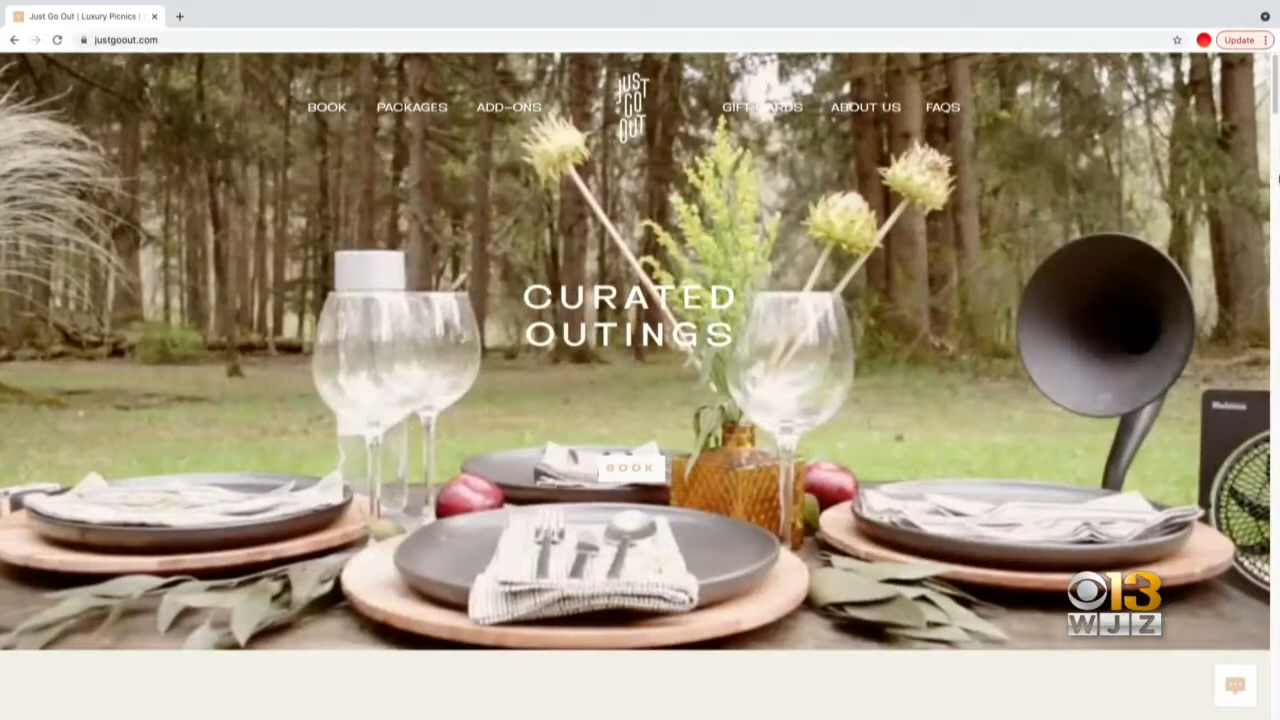 Just Go Out | Luxury Picnics |
justgoout.com
Update
BOOK
PACKAGES
ADD-ONS
JUST
GO
OUT
GIFT CARDS
ABOUT US
FAQS
CURATED
OUTINGS
BOOK
13
WJZ